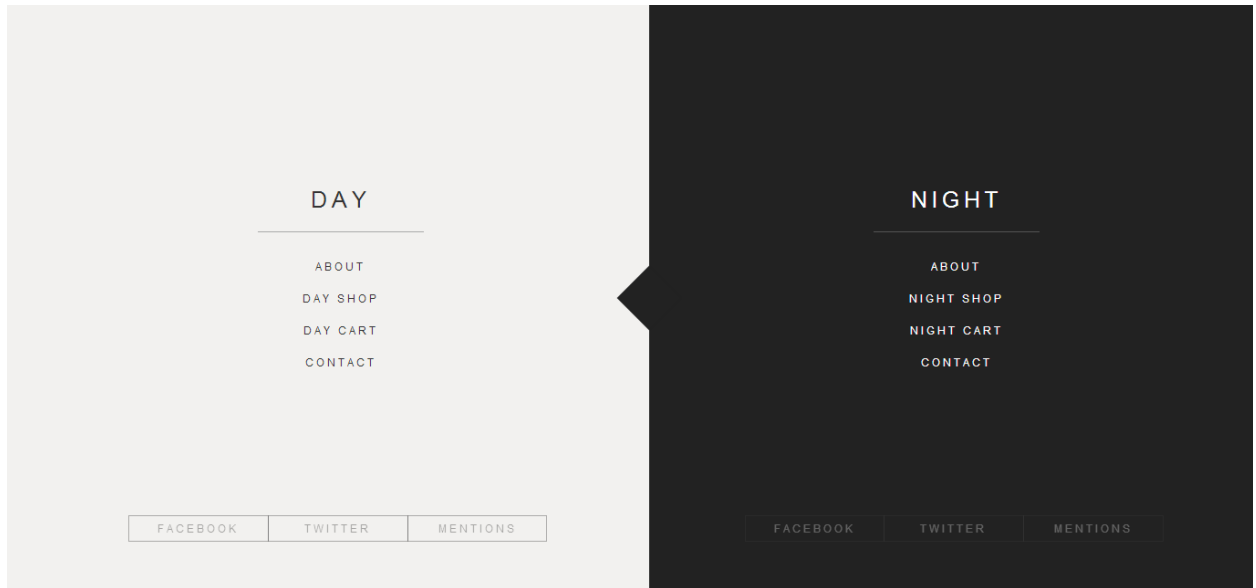 DAY
ABOUT
DAY SHOP
DAY CART
CONTACT
FACEBOOK TWITTER MENTIONS
NIGHT
ABOUT
NIGHT SHOP
NIGHT CART
CONTACT
FACEBOOK TWITTER MENTIONS